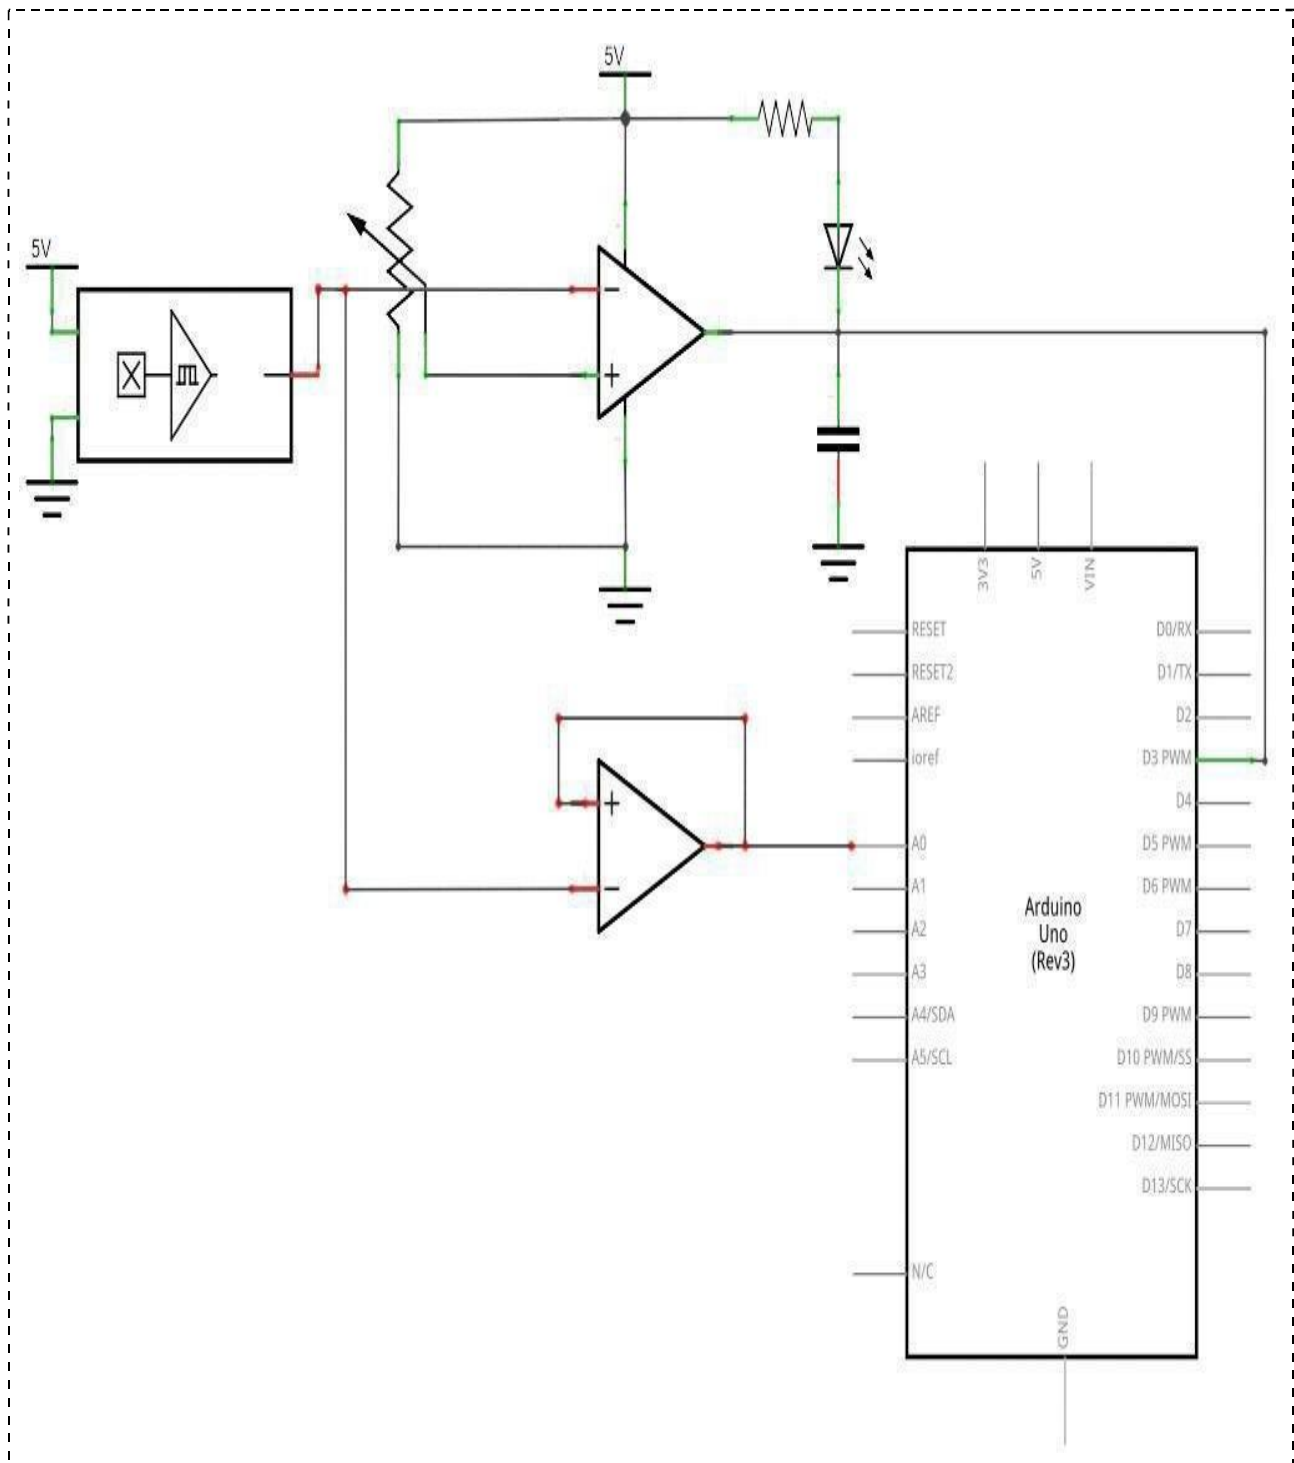 5V
5V
−
+
3V3
5V
VIN
RESET
D0/RX
RESET2
D1/TX
AREF
D2
ioref
D3 PWM
+
D4
A0
D5 PWM
−
A1
D6 PWM
Arduino
Uno
(Rev3)
A2
D7
A3
D8
A4/SDA
D9 PWM
A5/SCL
D10 PWM/SS
D11 PWM/MOSI
D12/MISO
D13/SCK
N/C
GND